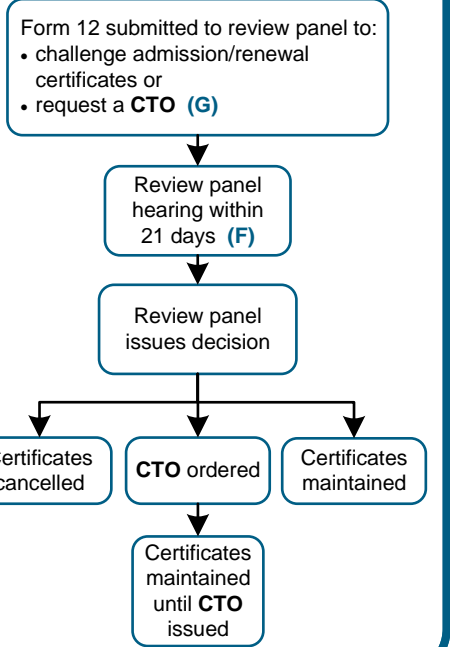 Form 12 submitted to review panel to:
• challenge admission/renewal
certificates or
• request a CTO (G)
Review panel
hearing within
21 days (F)
Review panel
issues decision
ertificates
cancelled
CTO ordered
Certificates
maintained
Certificates
maintained
until CTO
issued